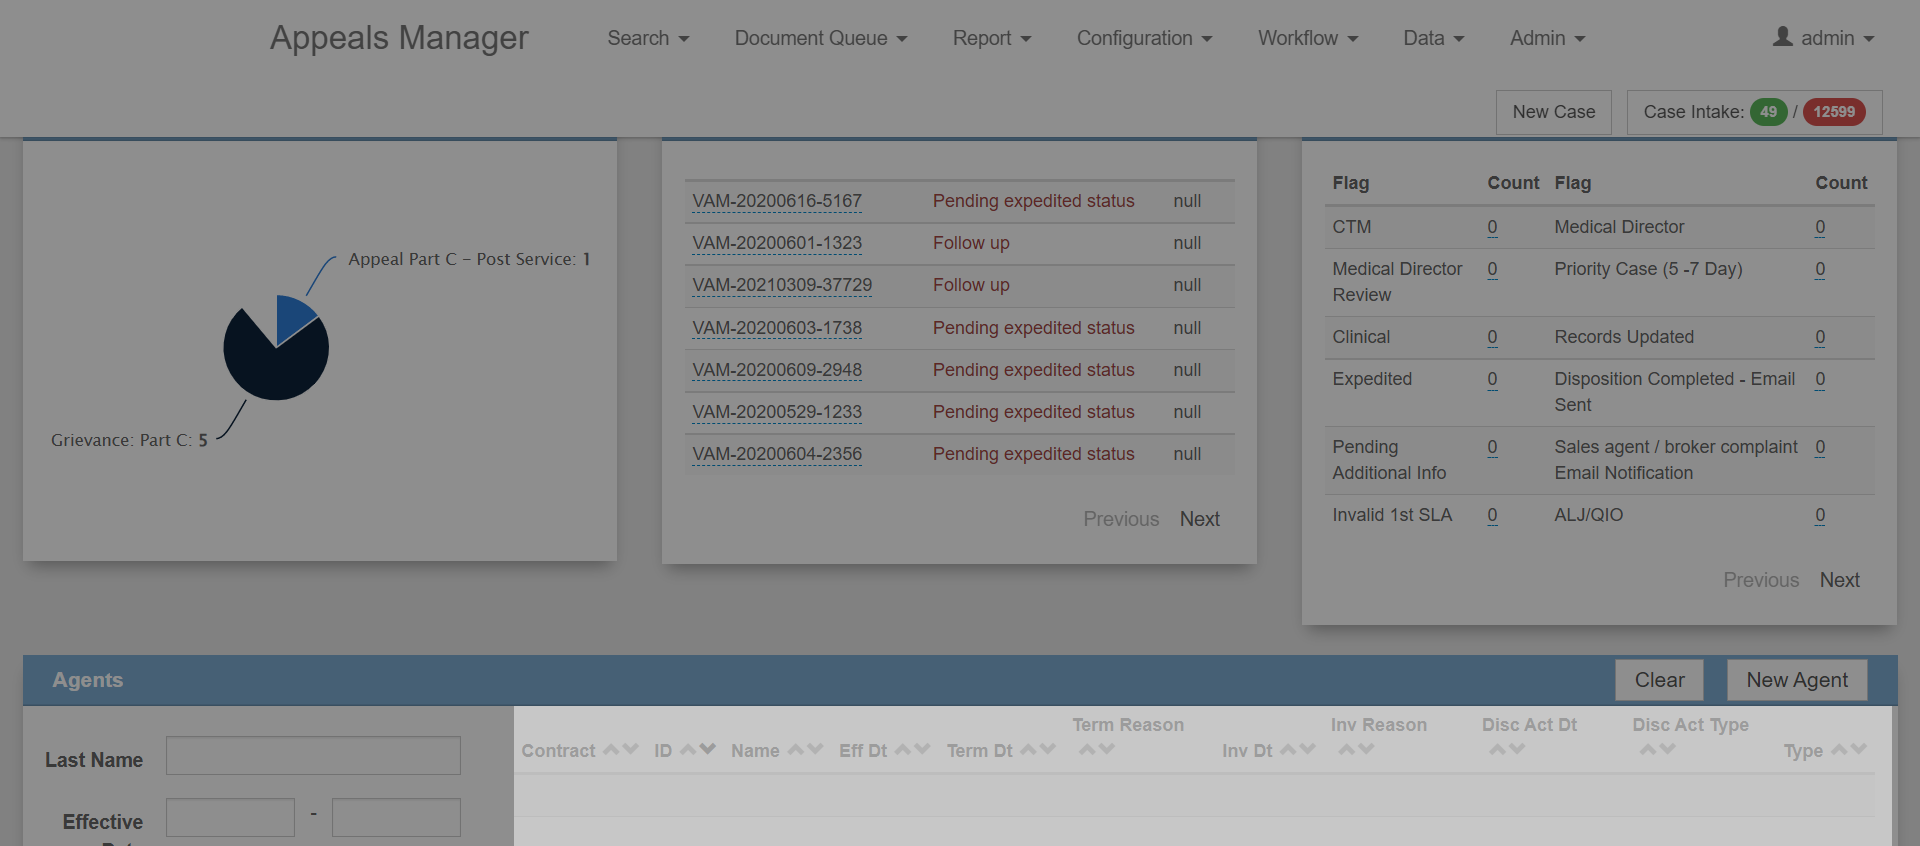 Appeals Manager Search Document Queue Report Configuration Workflow Data Admin admin
New Case Case Intake: 49 / 12599
Appeal Part C - Post Service: 1
Grievance: Part C: 5
VAM-20200616-5167 Pending expedited status null
VAM-20200601-1323 Follow up null
VAM-20210309-37729 Follow up null
VAM-20200603-1738 Pending expedited status null
VAM-20200609-2948 Pending expedited status null
VAM-20200529-1233 Pending expedited status null
VAM-20200604-2356 Pending expedited status null
Previous Next
Flag Count Flag Count
CTM 0 Medical Director 0
Medical Director 0 Priority Case (5 -7 Day) 0
Review
Clinical 0 Records Updated 0
Expedited 0 Disposition Completed - Email 0
Sent
Pending 0 Sales agent / broker complaint 0
Additional Info Email Notification
Invalid 1st SLA 0 ALJ/QIO 0
Previous Next
Agents Clear New Agent
Last Name
Effective -
Contract ID Name Eff Dt Term Dt Term Reason Inv Dt Inv Reason Disc Act Dt Disc Act Type Type